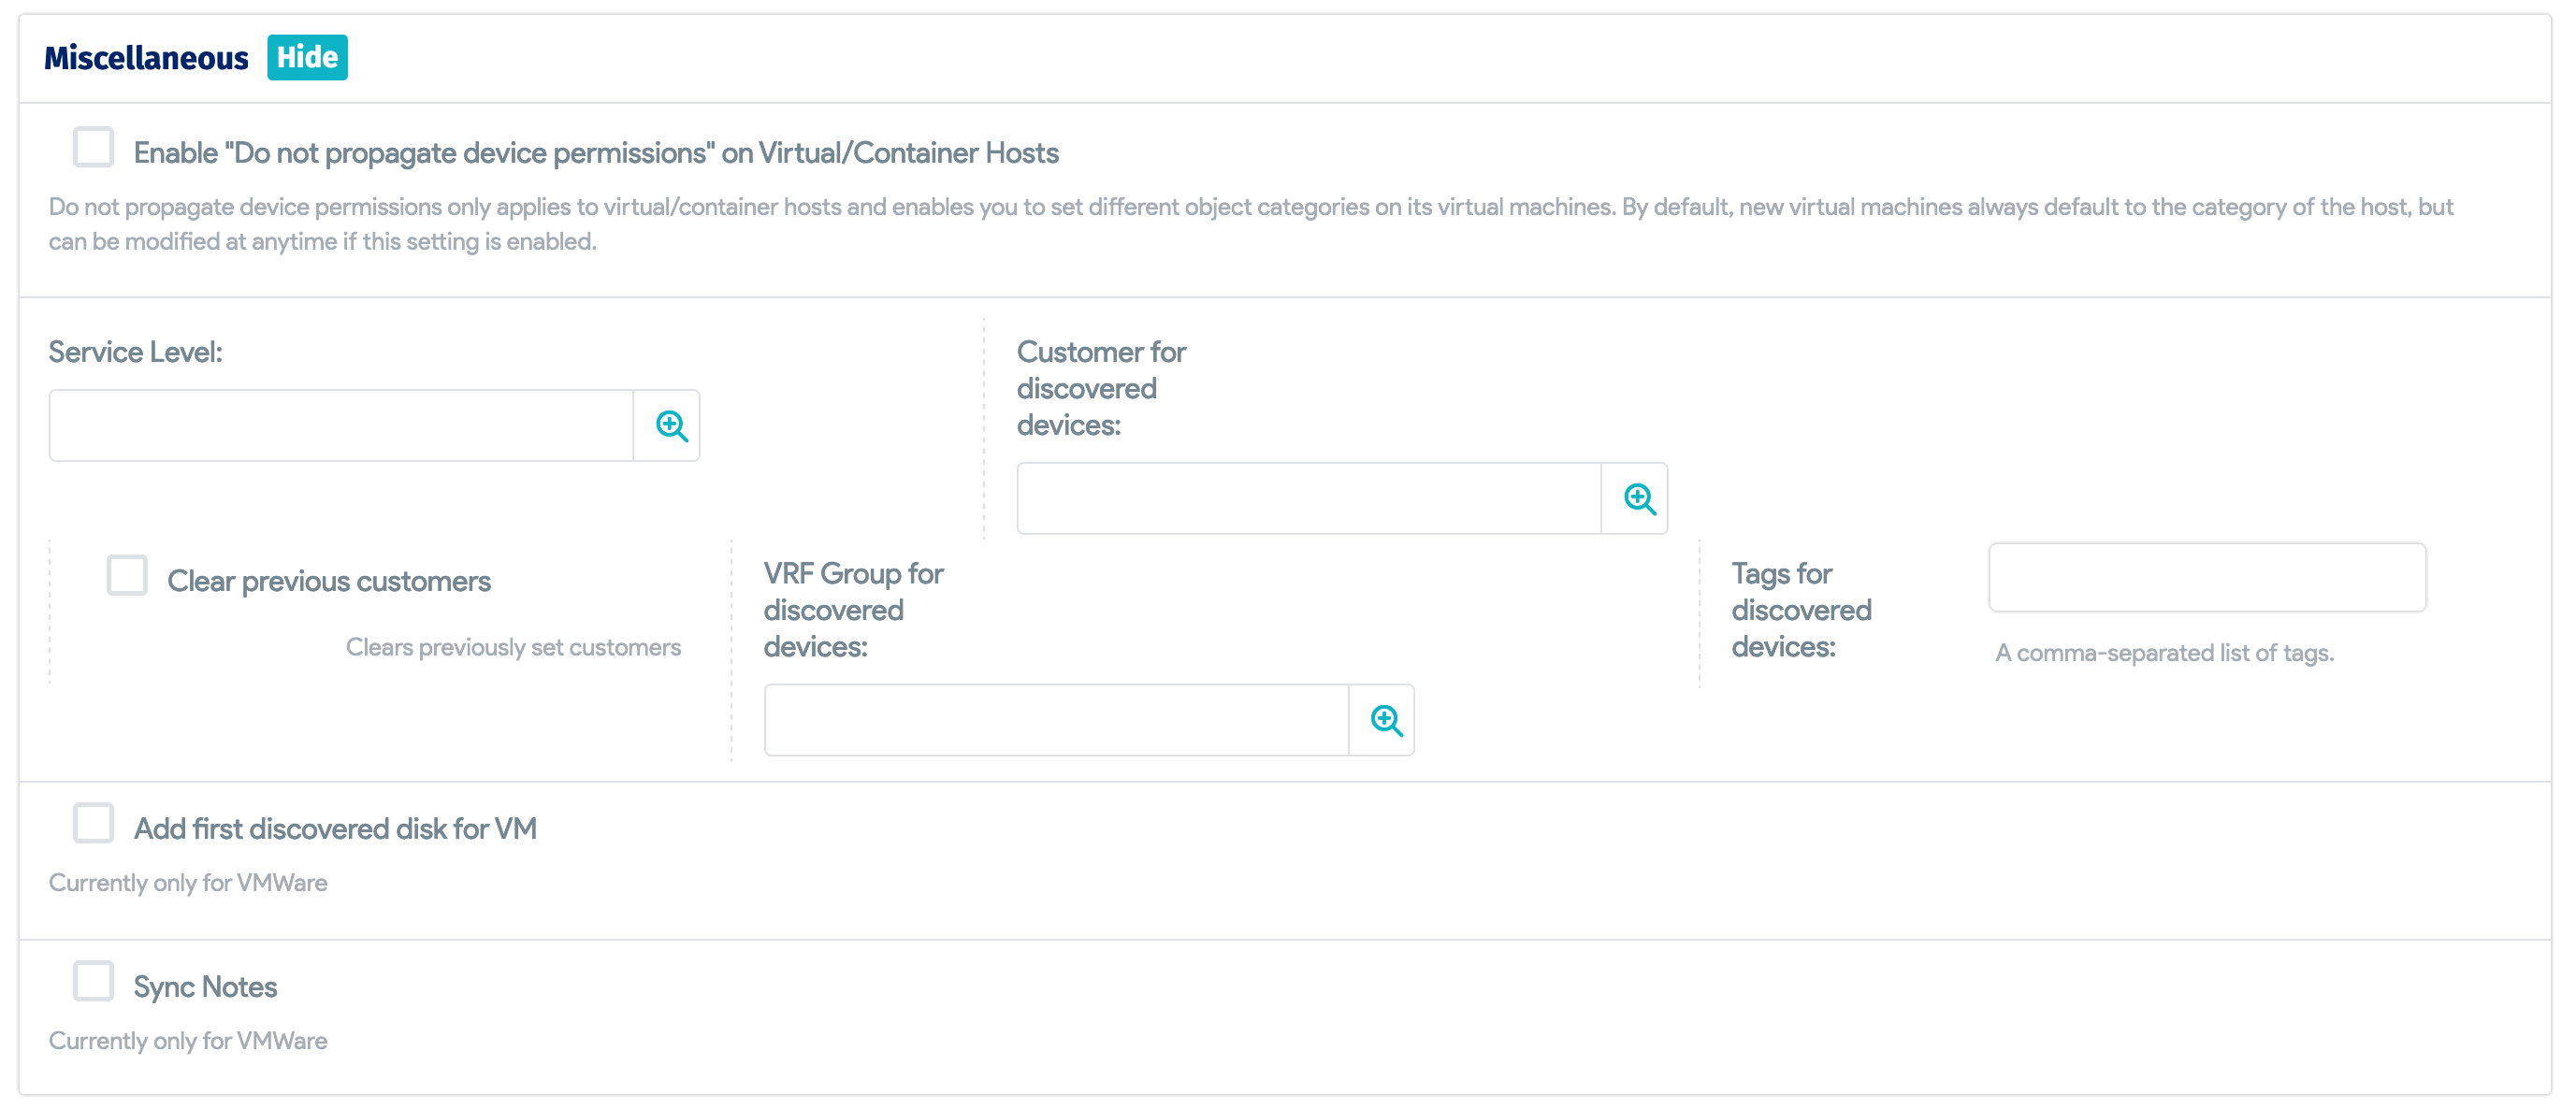 Miscellaneous Hide
Enable "Do not propagate device permissions" on Virtual/Container Hosts
Do not propagate device permissions only applies to virtual/container hosts and enables you to set different object categories on its virtual machines. By default, new virtual machines always default to the category of the host, but
can be modified at anytime if this setting is enabled.
Service Level:
Customer for
discovered
devices:
Clear previous customers
Clears previously set customers
VRF Group for
discovered
devices:
Tags for
discovered
devices:
A comma-separated list of tags.
Add first discovered disk for VM
Currently only for VMWare
Sync Notes
Currently only for VMWare